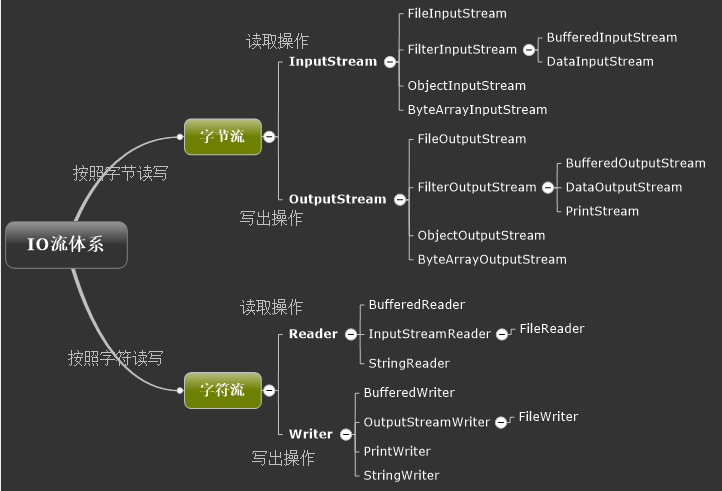 IO流体系
按照字节读写
字节流
读取操作
InputStream
FileInputStream
FilterInputStream
BufferedInputStream
DataInputStream
ObjectInputStream
ByteArrayInputStream
写出操作
OutputStream
FileOutputStream
FilterOutputStream
BufferedOutputStream
DataOutputStream
PrintStream
ObjectOutputStream
ByteArrayOutputStream
按照字符读写
字符流
读取操作
Reader
BufferedReader
InputStreamReader
FileReader
StringReader
写出操作
Writer
BufferedWriter
OutputStreamWriter
FileWriter
PrintWriter
StringWriter